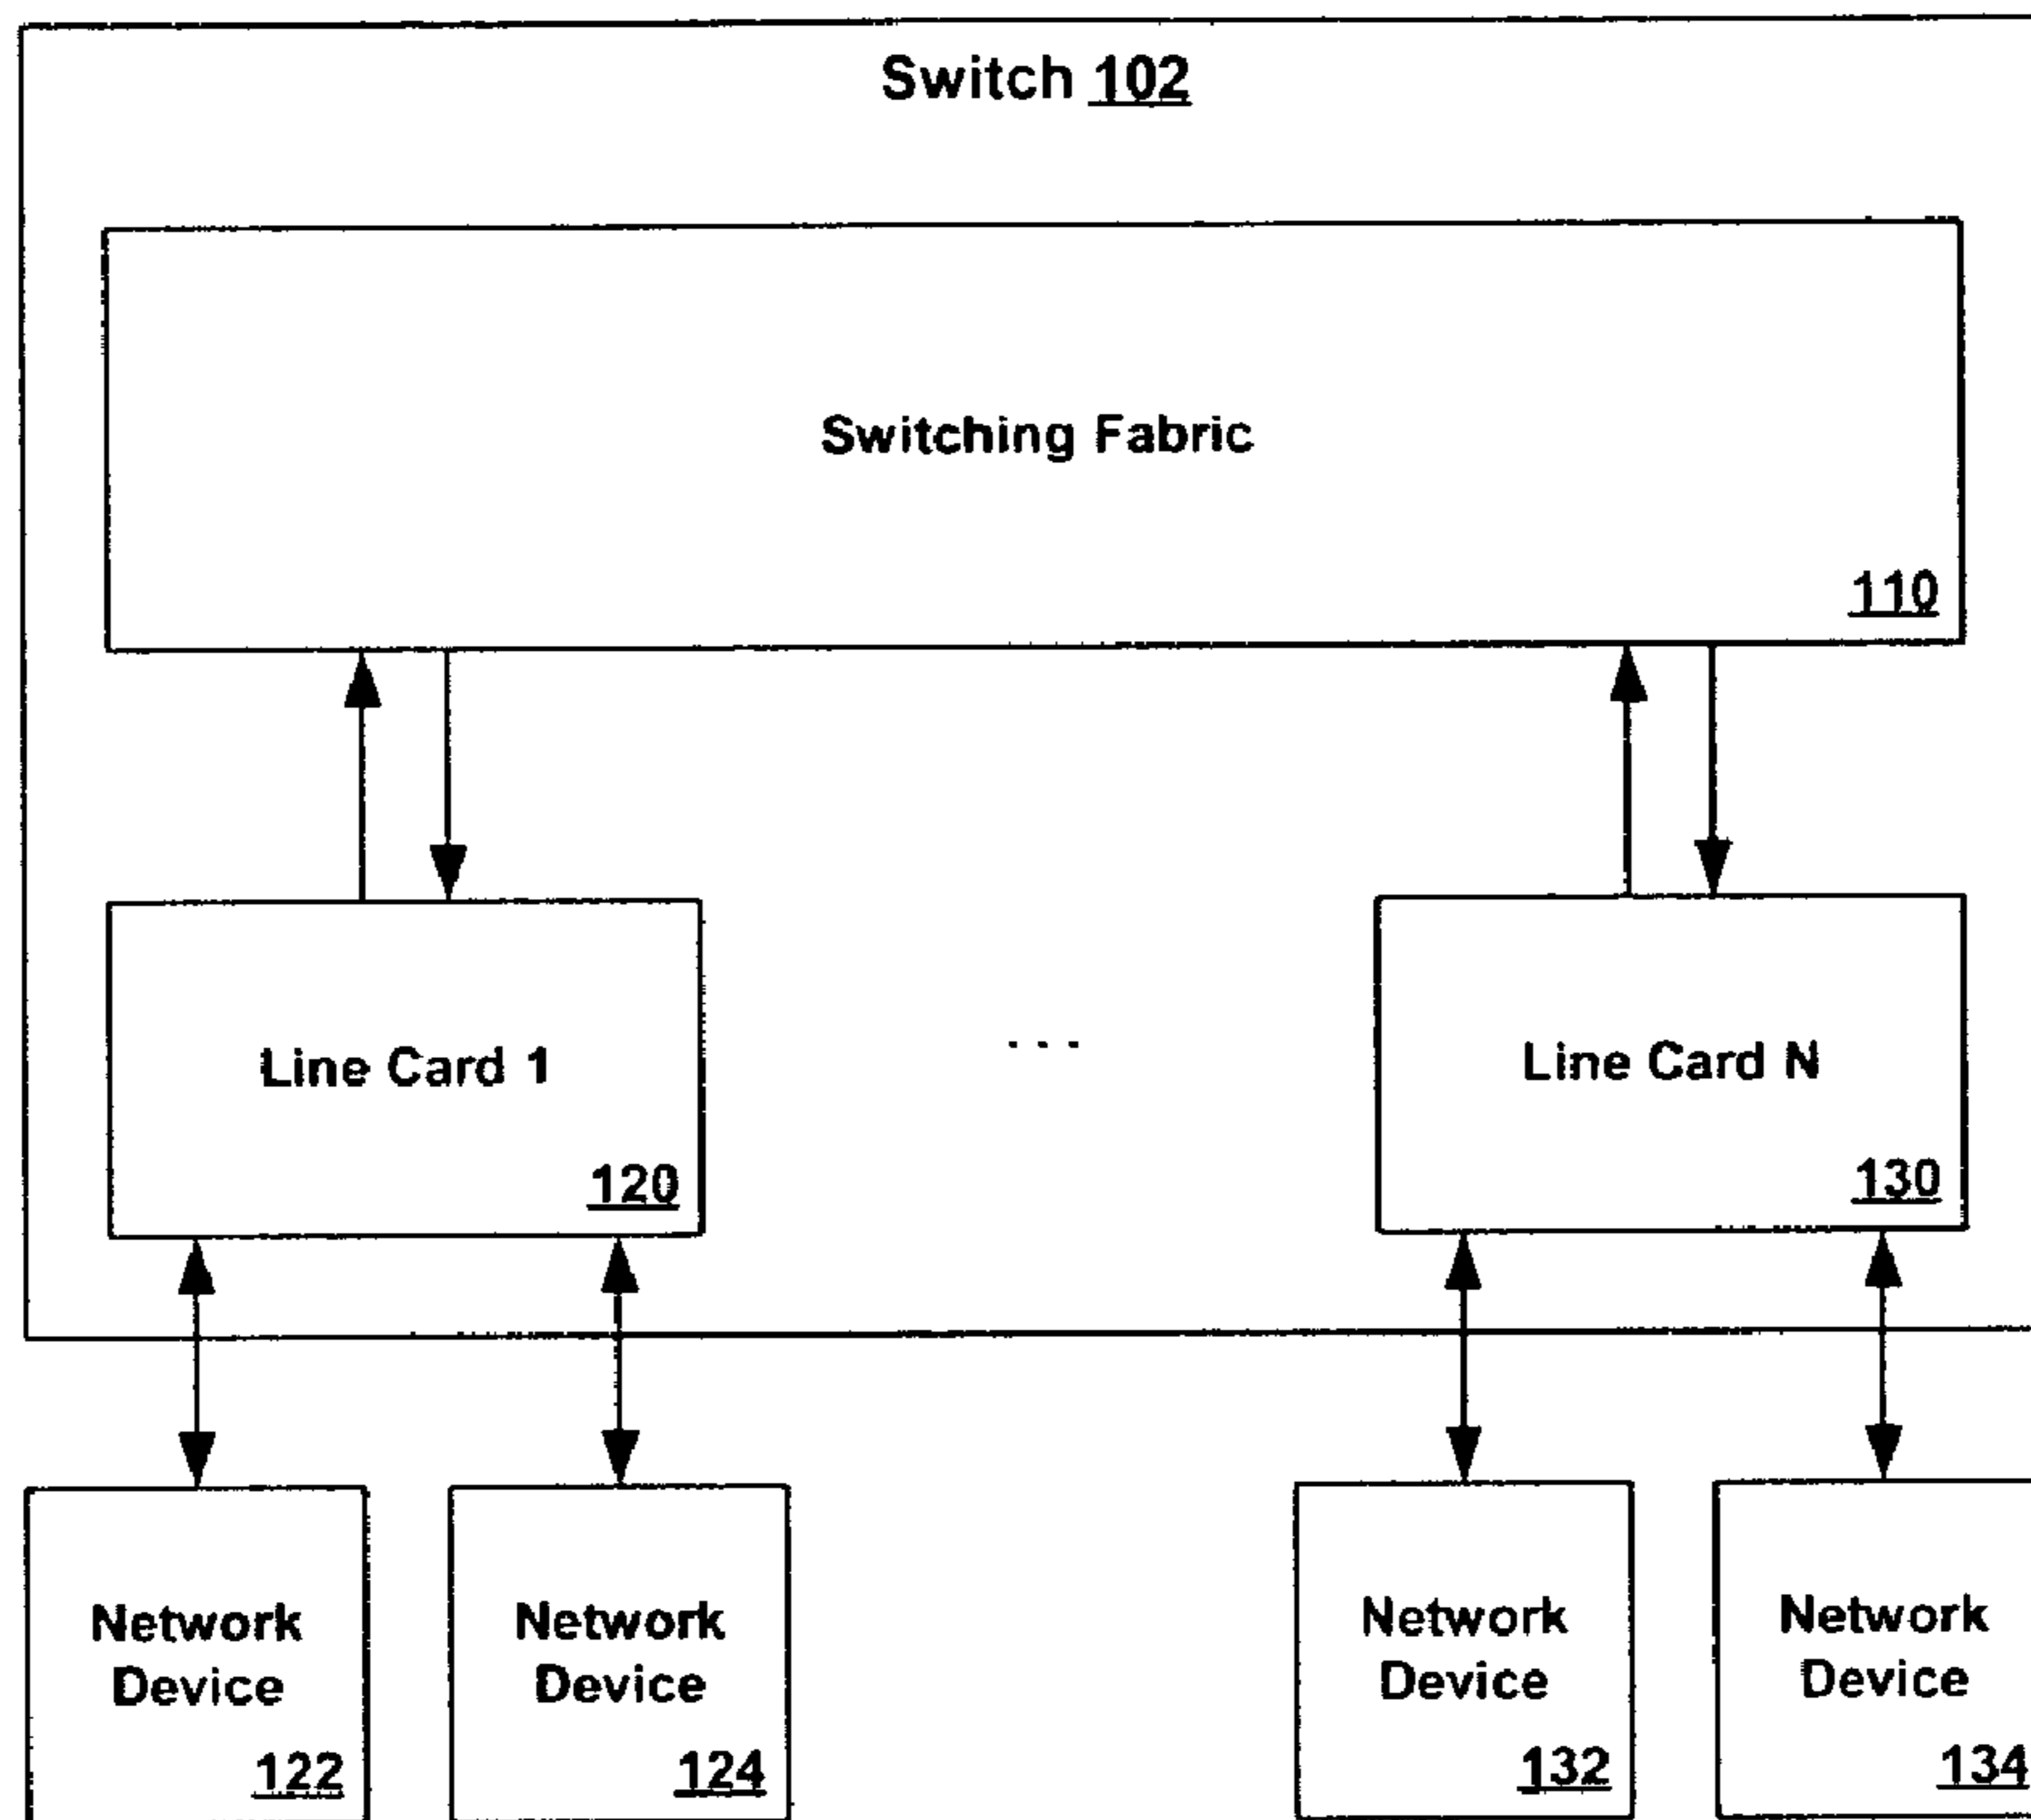 Switch 102
Switching Fabric
110
Line Card 1
120
...
Line Card N
130
Network
Device
122
Network
Device
124
Network
Device
132
Network
Device
134